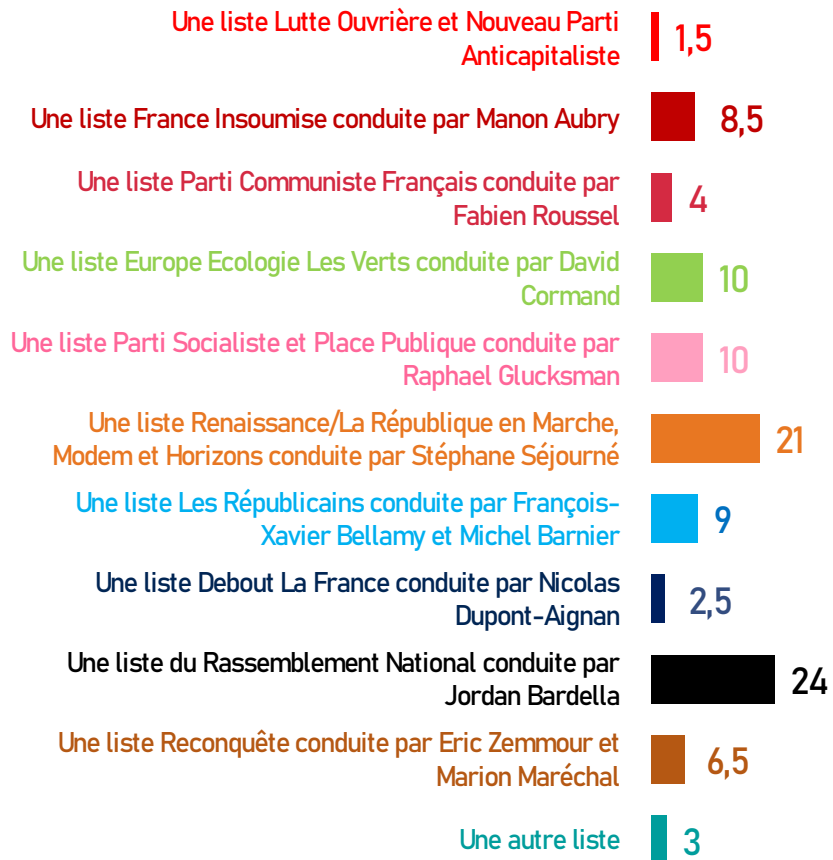 Une liste Lutte Ouvrière et Nouveau Parti
Anticapitaliste
1,5
Une liste France Insoumise conduite par Manon Aubry
8,5
Une liste Parti Communiste Français conduite par
Fabien Roussel
4
Une liste Europe Ecologie Les Verts conduite par David
Cormand
10
Une liste Parti Socialiste et Place Publique conduite par
Raphael Glucksman
10
Une liste Renaissance/La République en Marche,
Modem et Horizons conduite par Stéphane Séjourné
21
Une liste Les Républicains conduite par François-
Xavier Bellamy et Michel Barnier
9
Une liste Debout La France conduite par Nicolas
Dupont-Aignan
2,5
Une liste du Rassemblement National conduite par
Jordan Bardella
24
Une liste Reconquête conduite par Eric Zemmour et
Marion Maréchal
6,5
Une autre liste
3